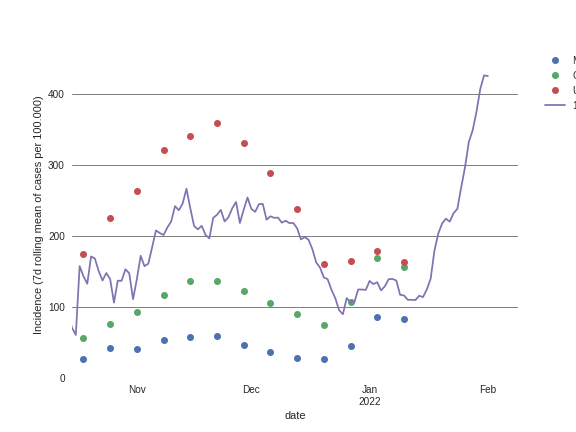 400
300
200
100
0
Incidence (7d rolling mean of cases per 100.000)
Nov
Dec
Jan
2022
Feb
date